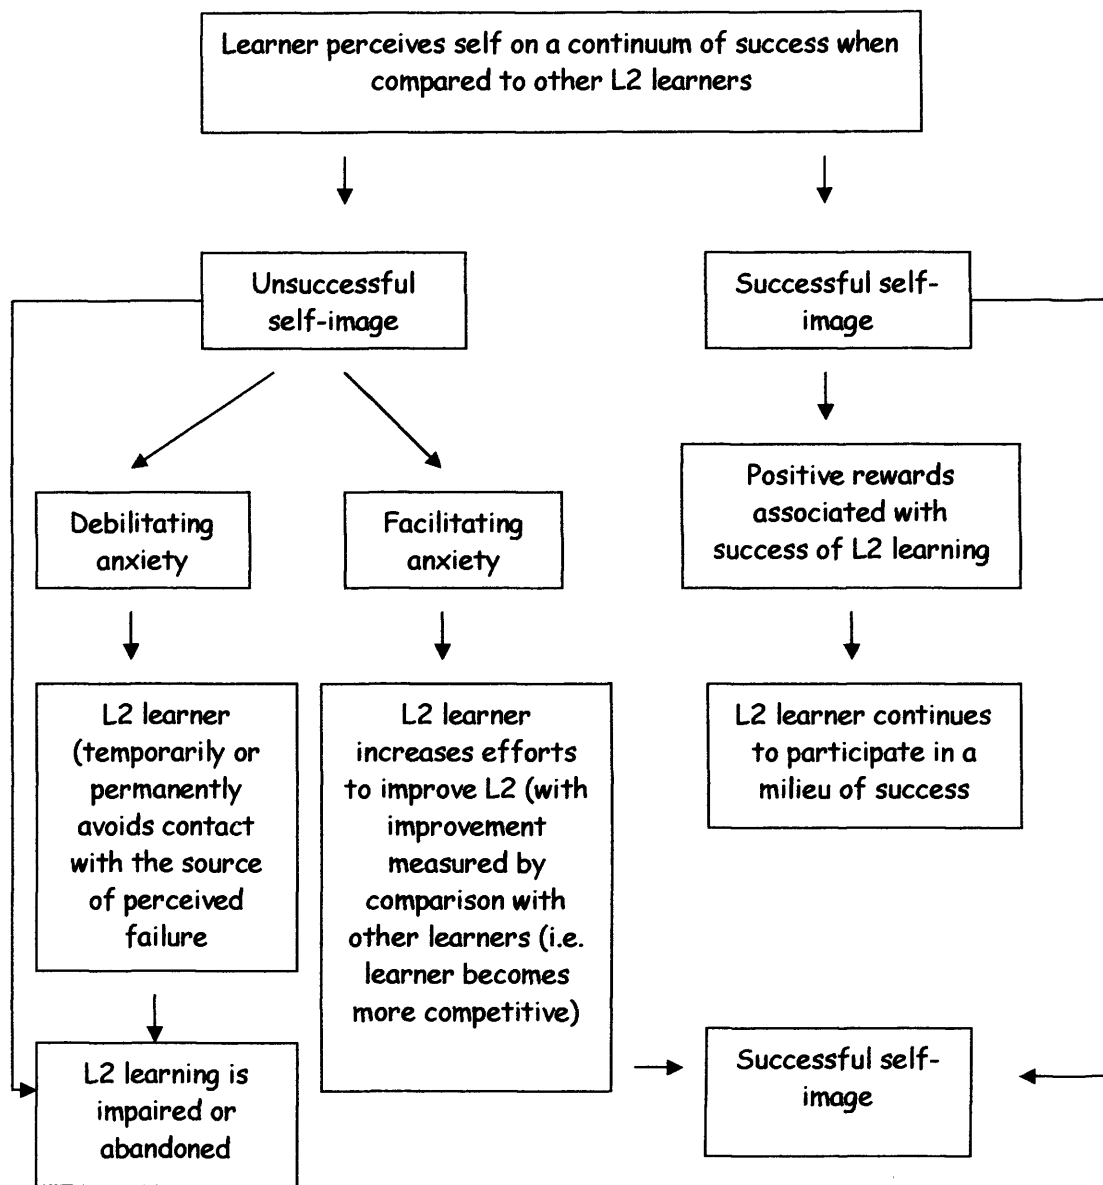 Learner perceives self on a continuum of success when
compared to other L2 learners
Unsuccessful
self-image
Successful self-
image
Debilitating
anxiety
Facilitating
anxiety
Positive rewards
associated with
success of L2 learning
L2 learner
(temporarily or
permanently
avoids contact
with the source
of perceived
failure
L2 learner
increases efforts
to improve L2 (with
improvement
measured by
comparison with
other learners (i.e.
learner becomes
more competitive)
L2 learner continues
to participate in a
milieu of success
L2 learning is
impaired or
abandoned
Successful self-
image